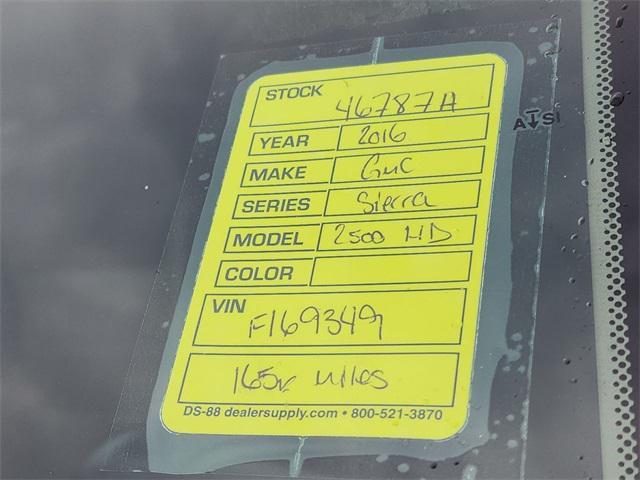 STOCK 46787A
YEAR 2016
MAKE GMC
SERIES Sierra
MODEL 2500 HD
COLOR
VIN F169349
165K Miles
DS-88 dealersupply.com • 800-521-3870